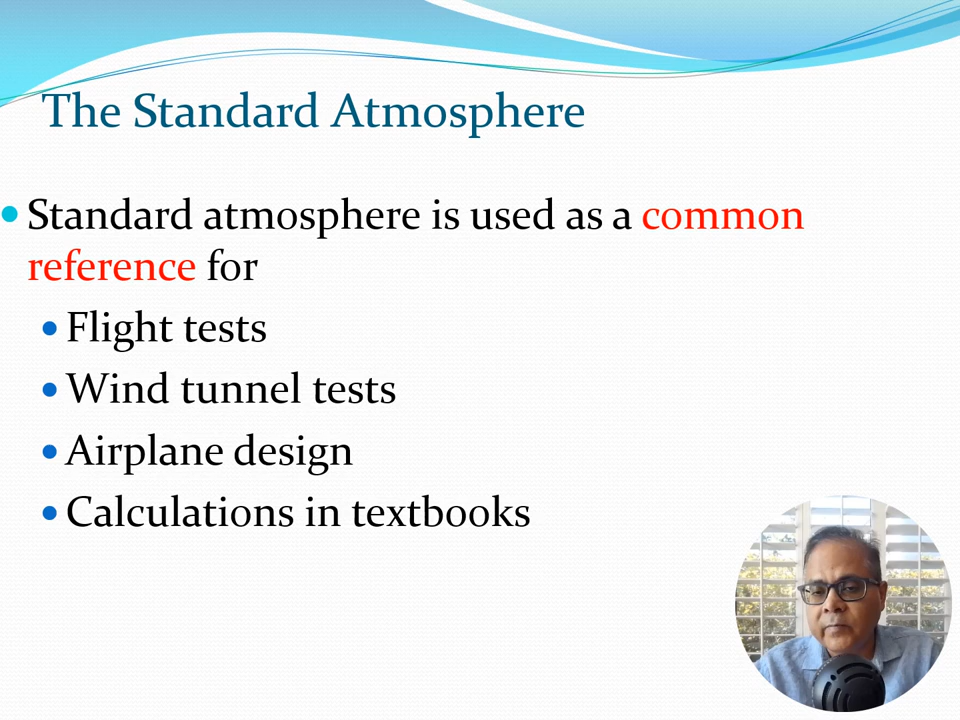 The Standard Atmosphere
Standard atmosphere is used as a common
reference for
Flight tests
Wind tunnel tests
Airplane design
Calculations in textbooks